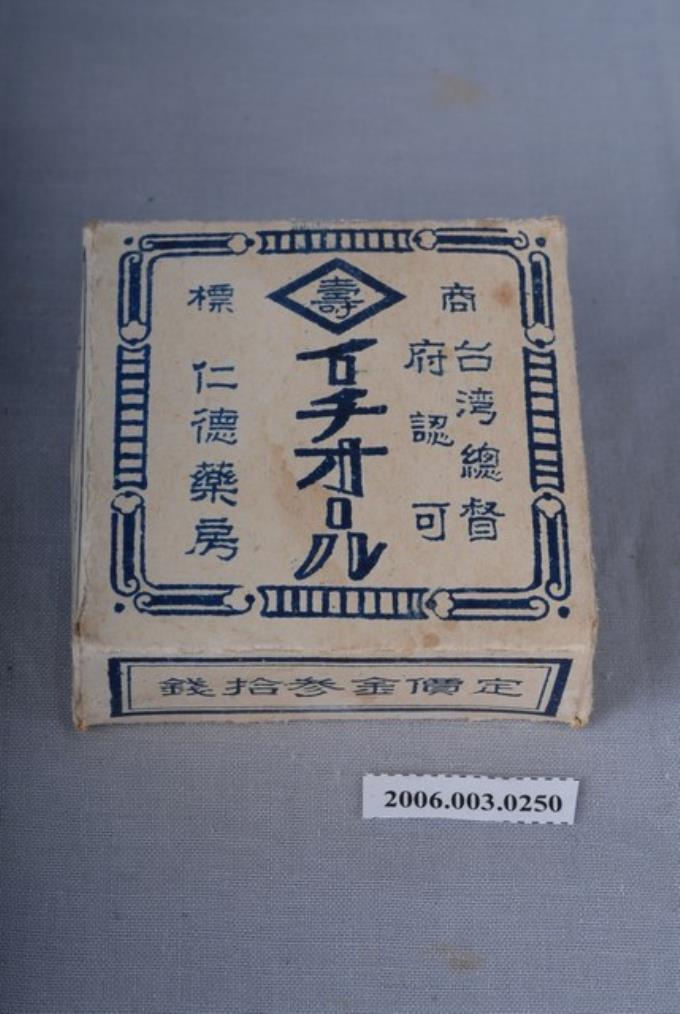 商 壽 標
台湾總督
府認可
イチオール
仁德藥房
定價金参拾錢
2006.003.0250